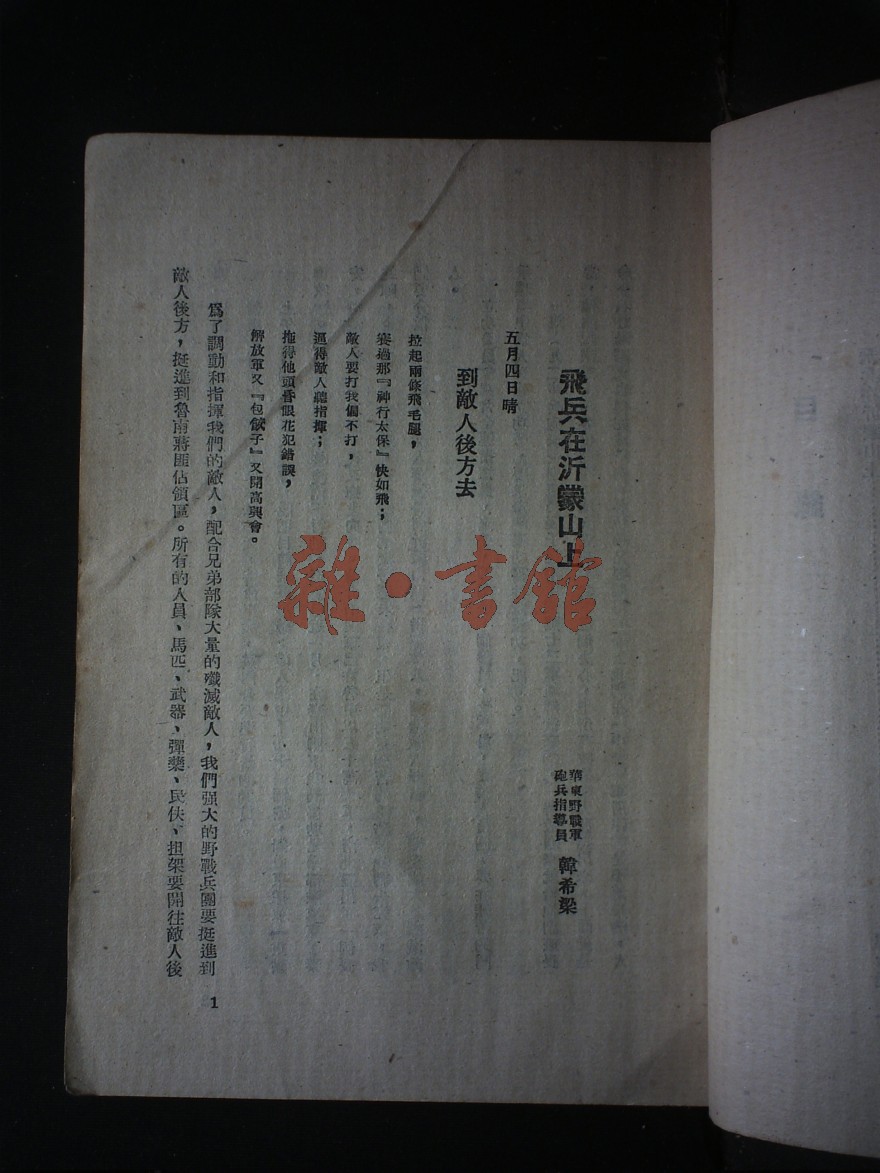 飛兵在沂蒙山上
華東野戰軍
砲兵指導員
韓希梁
五月四日晴
到敵人後方去
拉起兩條飛毛腿，
賽過那『神行太保』快如飛；
敵人要打我偏不打，
逼得敵人聽指揮；
拖得他頭昏眼花犯錯誤，
解放軍又『包餃子』又開高興會。
爲了調動和指揮我們的敵人，配合兄弟部隊大量的殲滅敵人，我們强大的野戰兵團要挺進到
敵人後方，挺進到魯南蔣匪佔領區。所有的人員、馬匹、武器、彈藥、民伕、担架要開往敵人後
1
雜·書館